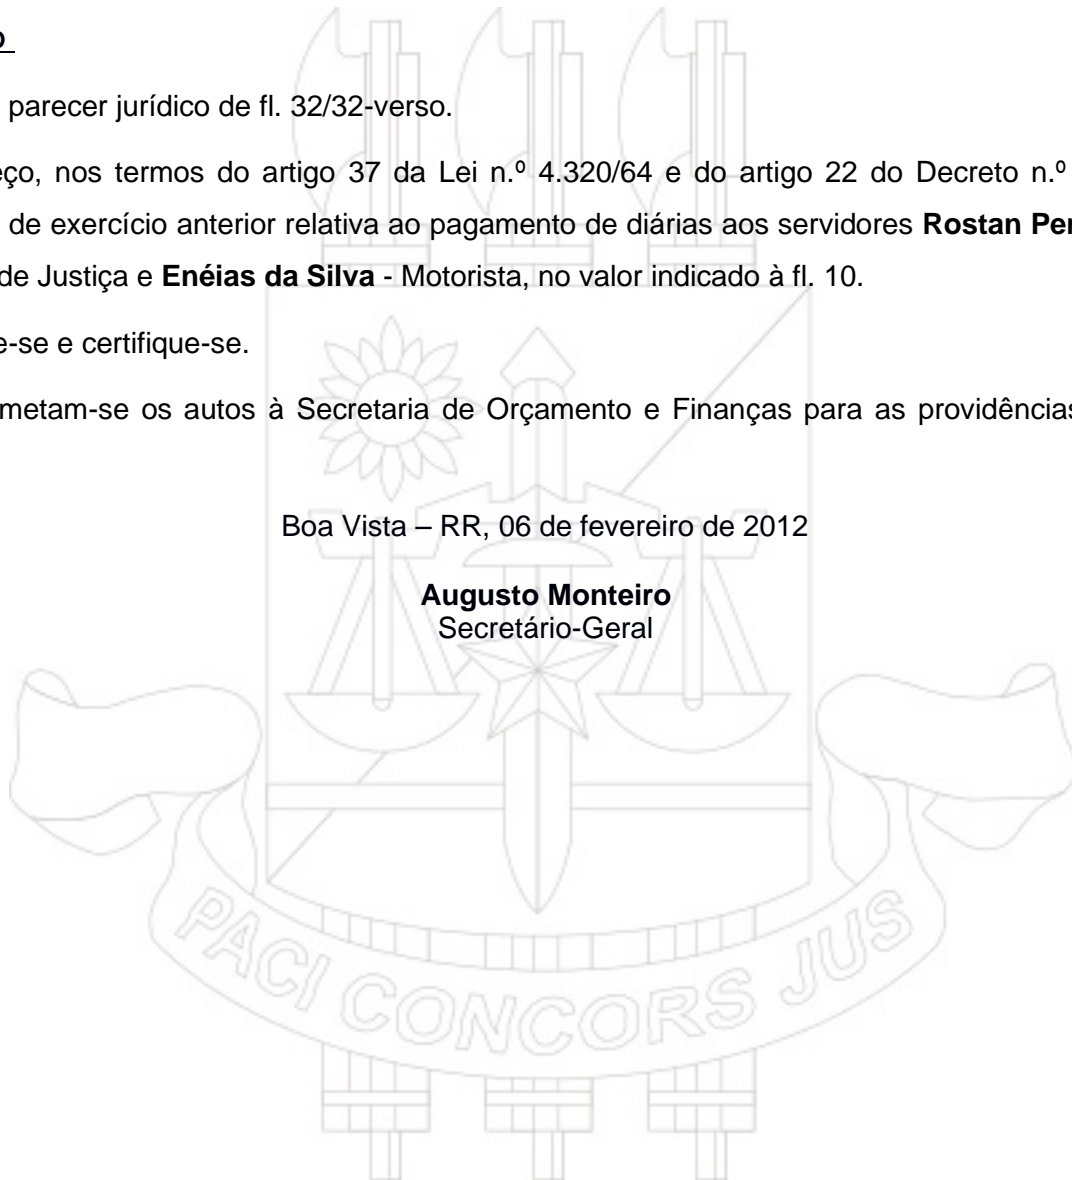 o
parecer jurídico de fl. 32/32-verso.
eço, nos termos do artigo 37 da Lei n.º 4.320/64 e do artigo 22 do Decreto n.º
de exercício anterior relativa ao pagamento de diárias aos servidores Rostan Per
de Justiça e Enéias da Silva - Motorista, no valor indicado à fl. 10.
e-se e certifique-se.
metam-se os autos à Secretaria de Orçamento e Finanças para as providências
Boa Vista – RR, 06 de fevereiro de 2012
Augusto Monteiro
Secretário-Geral
PACI CONCORS JUS